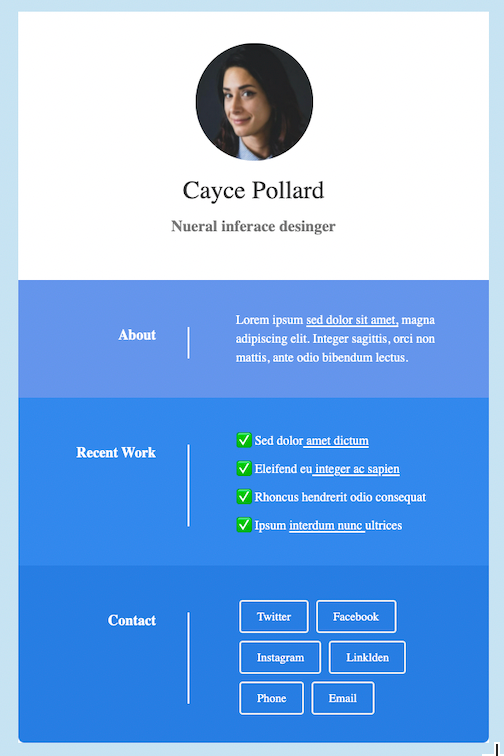 Cayce Pollard
Nueral inferace desinger
About
Lorem ipsum sed dolor sit amet, magna
adipiscing elit. Integer sagittis, orci non
mattis, ante odio bibendum lectus.
Recent Work
✅ Sed dolor amet dictum
✅ Eleifend eu integer ac sapien
✅ Rhoncus hendrerit odio consequat
✅ Ipsum interdum nunc ultrices
Contact
Twitter Facebook
Instagram Linklden
Phone Email